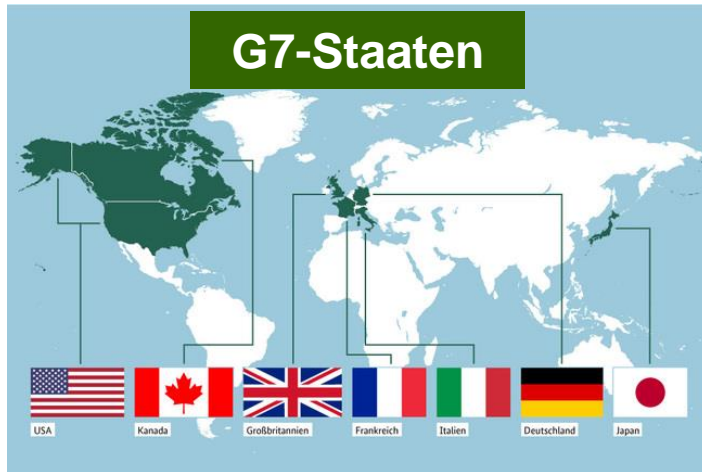 G7-Staaten
USA
Kanada
Großbritannien
Frankreich
Italien
Deutschland
Japan